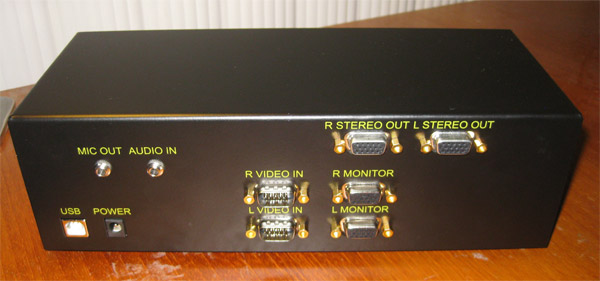 R STEREO OUT L STEREO OUT
MIC OUT AUDIO IN
R VIDEO IN R MONITOR
USB POWER L VIDEO IN L MONITOR